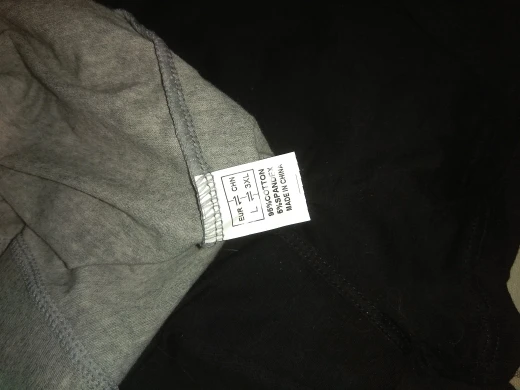 EUR ⇌ CHN
L ⇌ 3XL
95%COTTON
5%SPANDEX
MADE IN CHINA